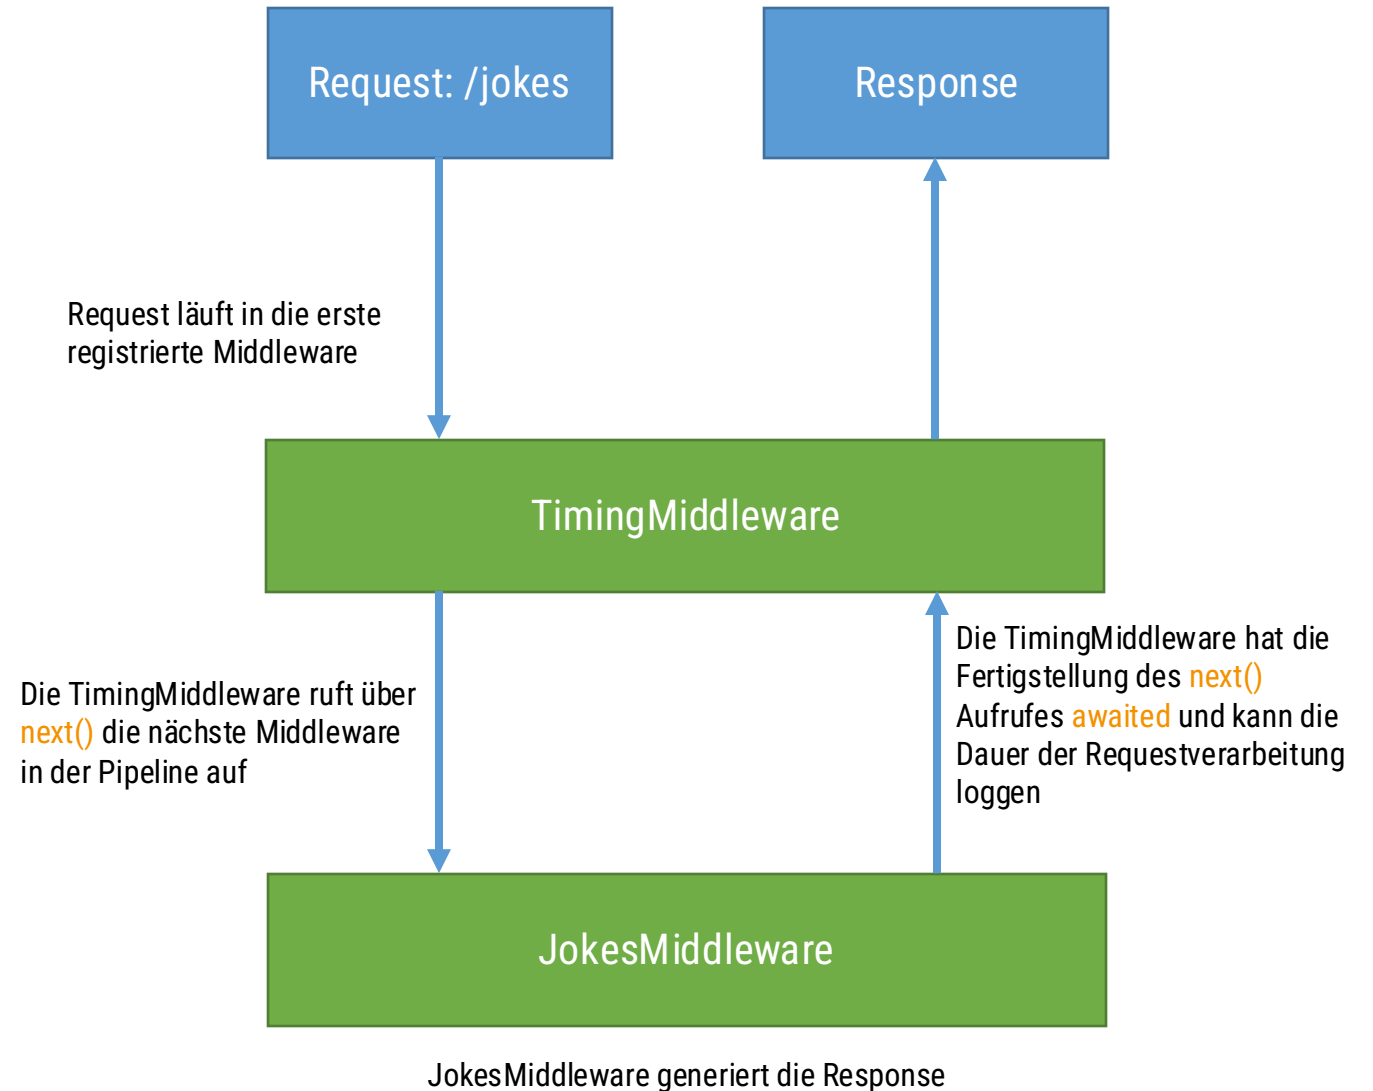 Request: /jokes
Response
Request läuft in die erste
registrierte Middleware
TimingMiddleware
Die TimingMiddleware ruft über
next() die nächste Middleware
in der Pipeline auf
Die TimingMiddleware hat die
Fertigstellung des next()
Aufrufes awaited und kann die
Dauer der Requestverarbeitung
loggen
JokesMiddleware
JokesMiddleware generiert die Response